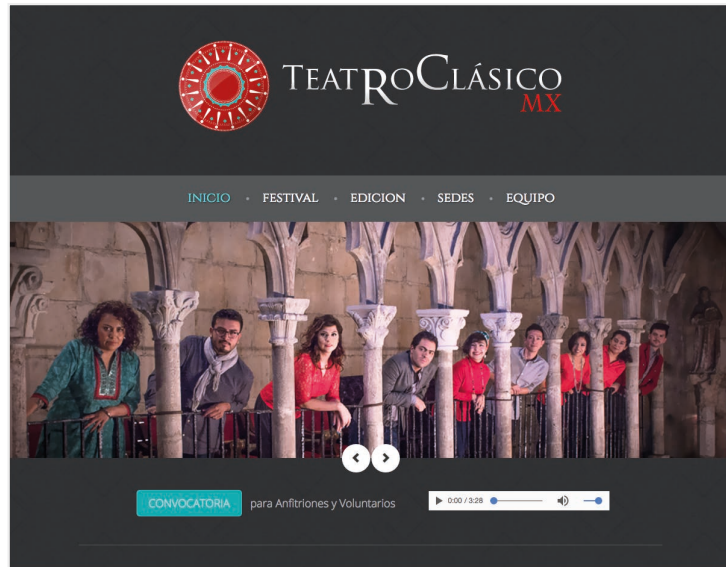 TEATROCLÁSICO
MX
INICIO • FESTIVAL • EDICION • SEDES • EQUIPO
CONVOCATORIA para Anfitriones y Voluntarios 0:00 / 3:28